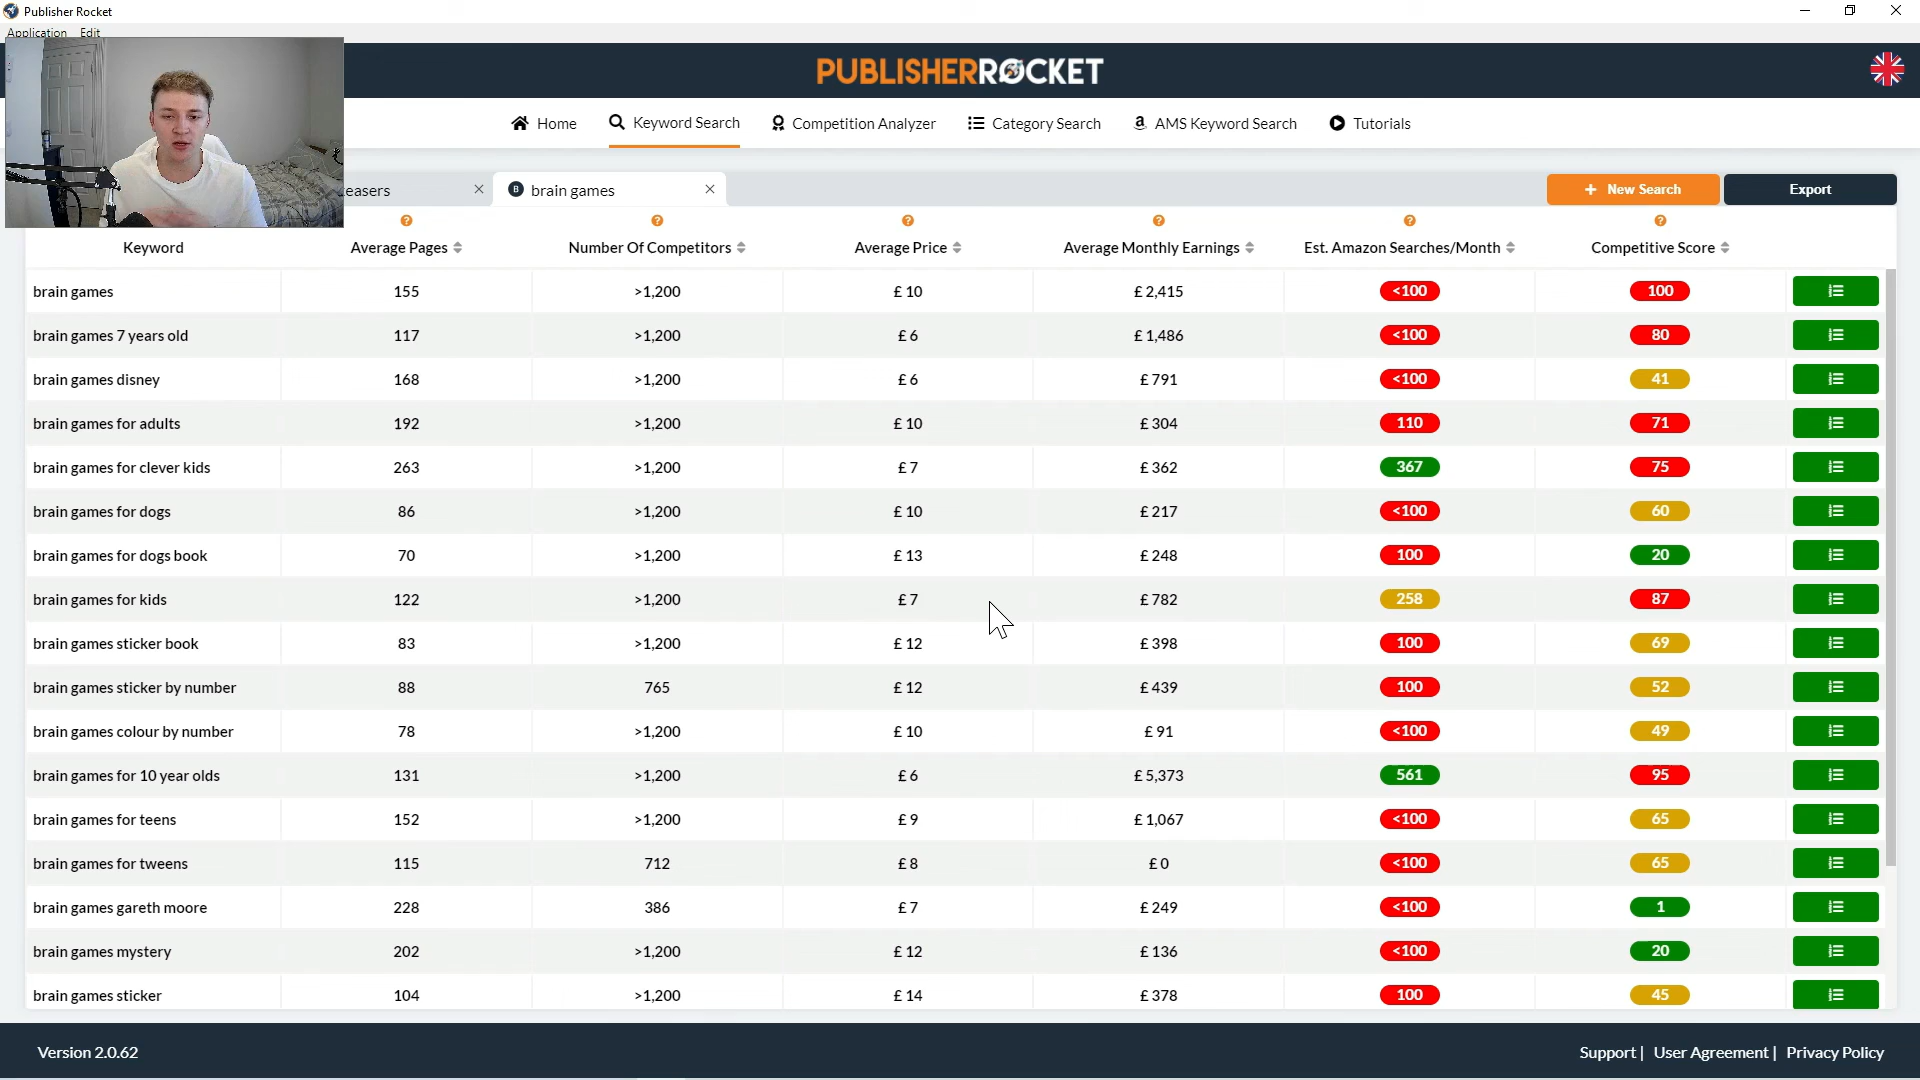 Publisher Rocket
Application Edit
PUBLISHER ROCKET
Home Keyword Search Competition Analyzer Category Search AMS Keyword Search Tutorials
easers × B brain games × + New Search Export
Keyword Average Pages Number Of Competitors Average Price Average Monthly Earnings Est. Amazon Searches/Month Competitive Score
brain games 155 >1,200 £ 10 £ 2,415 <100 100
brain games 7 years old 117 >1,200 £ 6 £ 1,486 <100 80
brain games disney 168 >1,200 £ 6 £ 791 <100 41
brain games for adults 192 >1,200 £ 10 £ 304 110 71
brain games for clever kids 263 >1,200 £ 7 £ 362 367 75
brain games for dogs 86 >1,200 £ 10 £ 217 <100 60
brain games for dogs book 70 >1,200 £ 13 £ 248 100 20
brain games for kids 122 >1,200 £ 7 £ 782 258 87
brain games sticker book 83 >1,200 £ 12 £ 398 100 69
brain games sticker by number 88 765 £ 12 £ 439 100 52
brain games colour by number 78 >1,200 £ 10 £ 91 <100 49
brain games for 10 year olds 131 >1,200 £ 6 £ 5,373 561 95
brain games for teens 152 >1,200 £ 9 £ 1,067 <100 65
brain games for tweens 115 712 £ 8 £ 0 <100 65
brain games gareth moore 228 386 £ 7 £ 249 <100 1
brain games mystery 202 >1,200 £ 12 £ 136 <100 20
brain games sticker 104 >1,200 £ 14 £ 378 100 45
Version 2.0.62 Support | User Agreement | Privacy Policy